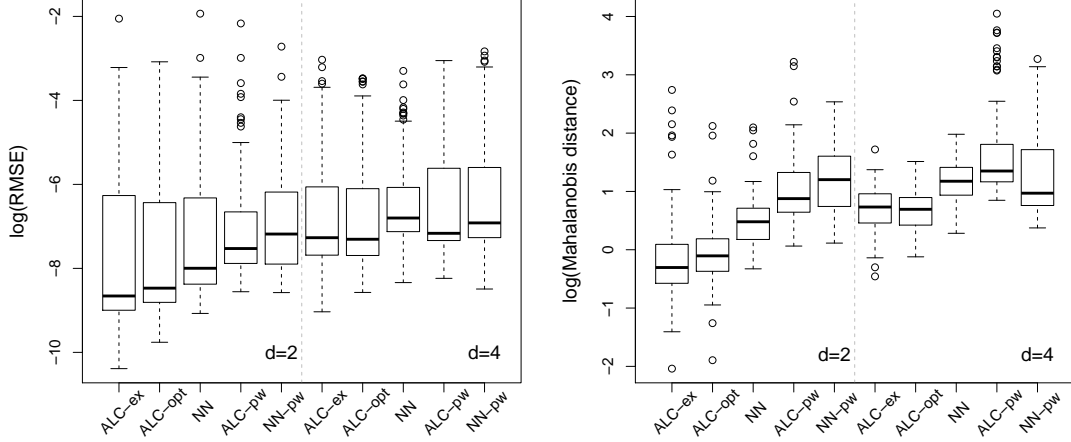 log(RMSE)
−2
−4
−6
−8
−10
d=2
d=4
ALC−ex
ALC−opt
NN
ALC−pw
NN−pw
ALC−ex
ALC−opt
NN
ALC−pw
NN−pw
log(Mahalanobis distance)
4
3
2
1
0
−1
−2
d=2
d=4
ALC−ex
ALC−opt
NN
ALC−pw
NN−pw
ALC−ex
ALC−opt
NN
ALC−pw
NN−pw